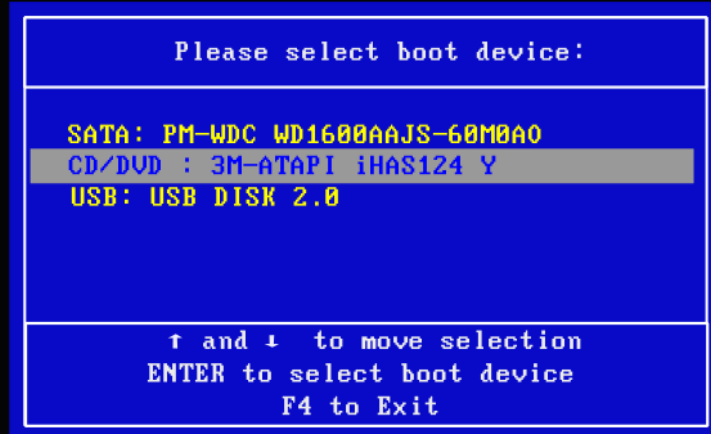 Please select boot device:
SATA: PM-WDC WD1600AAJS-60M0A0
CD/DVD : 3M-ATAPI iHAS124 Y
USB: USB DISK 2.0
↑ and ↓ to move selection
ENTER to select boot device
F4 to Exit